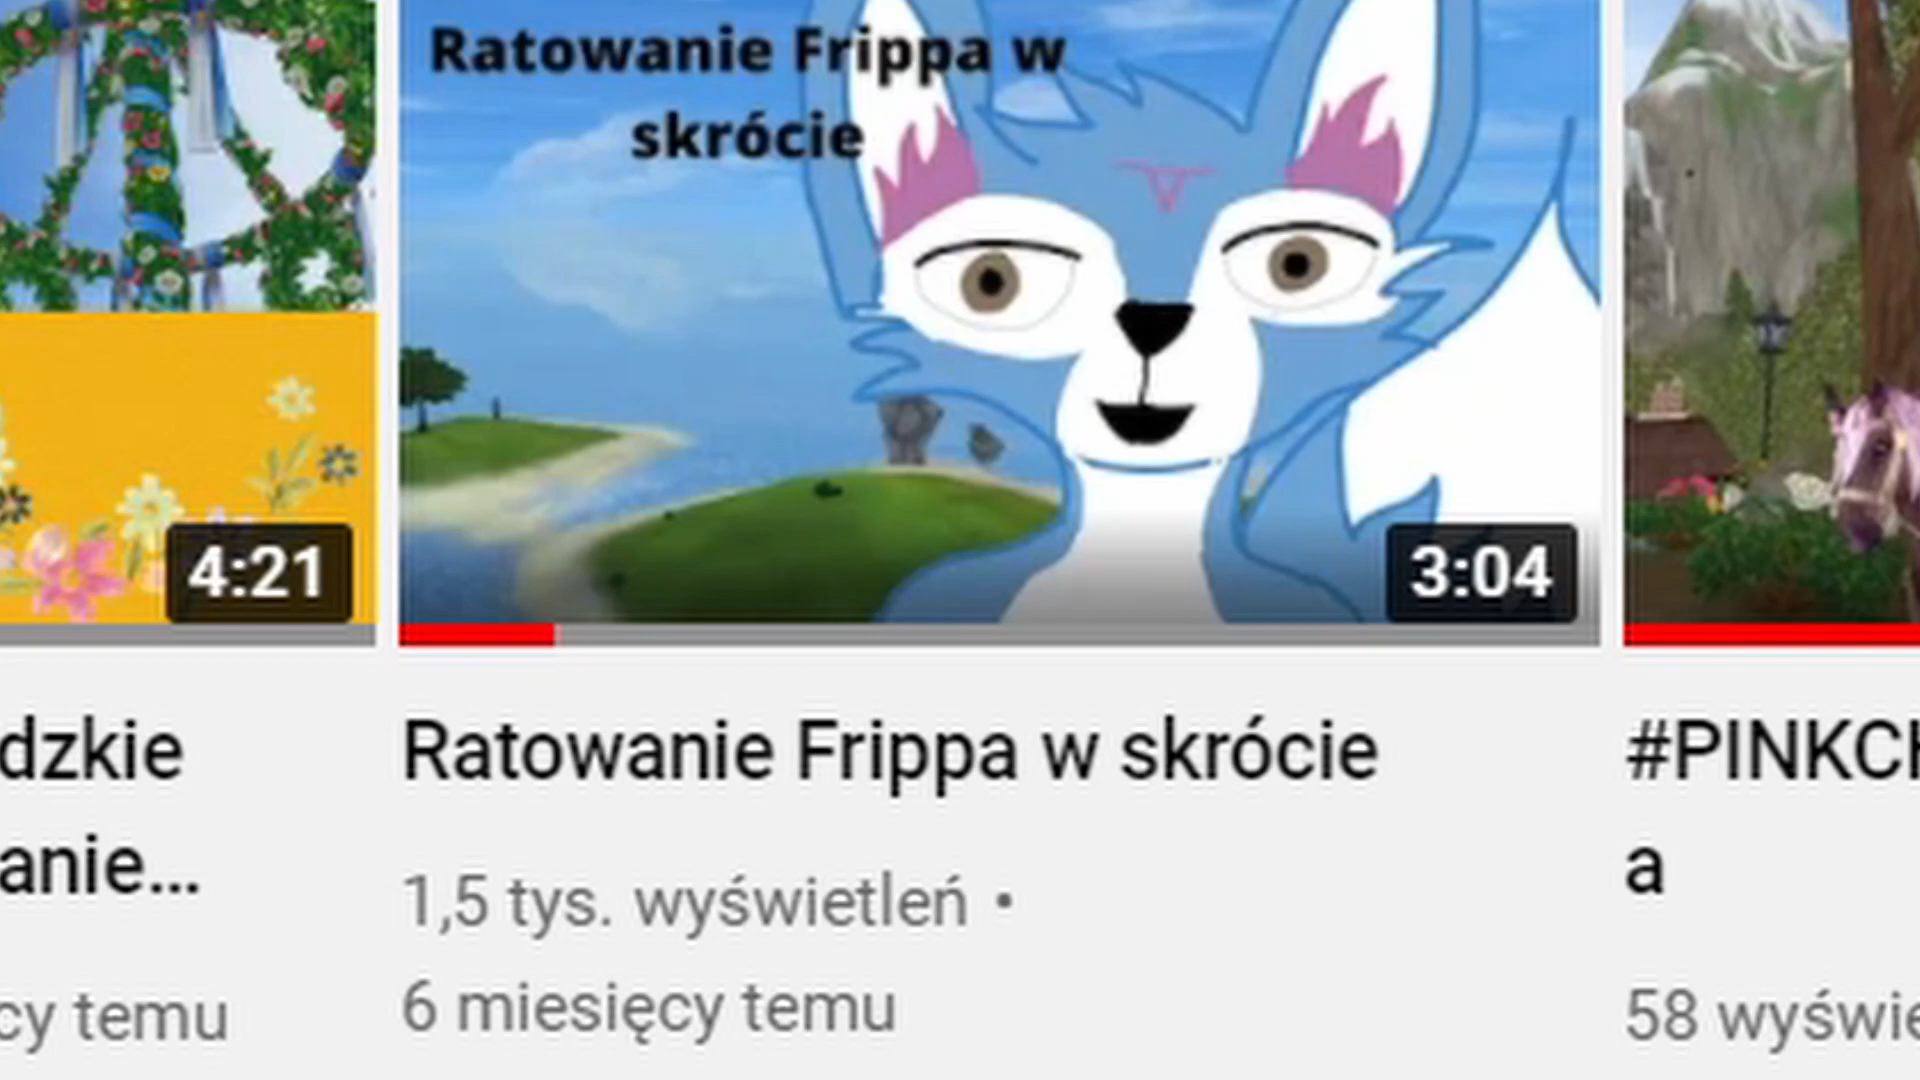 Ratowanie Frippa w
skrócie
4:21
3:04
dzkie
anie...
cy temu
Ratowanie Frippa w skrócie
1,5 tys. wyświetleń •
6 miesięcy temu
#PINKCH
a
58 wyświe